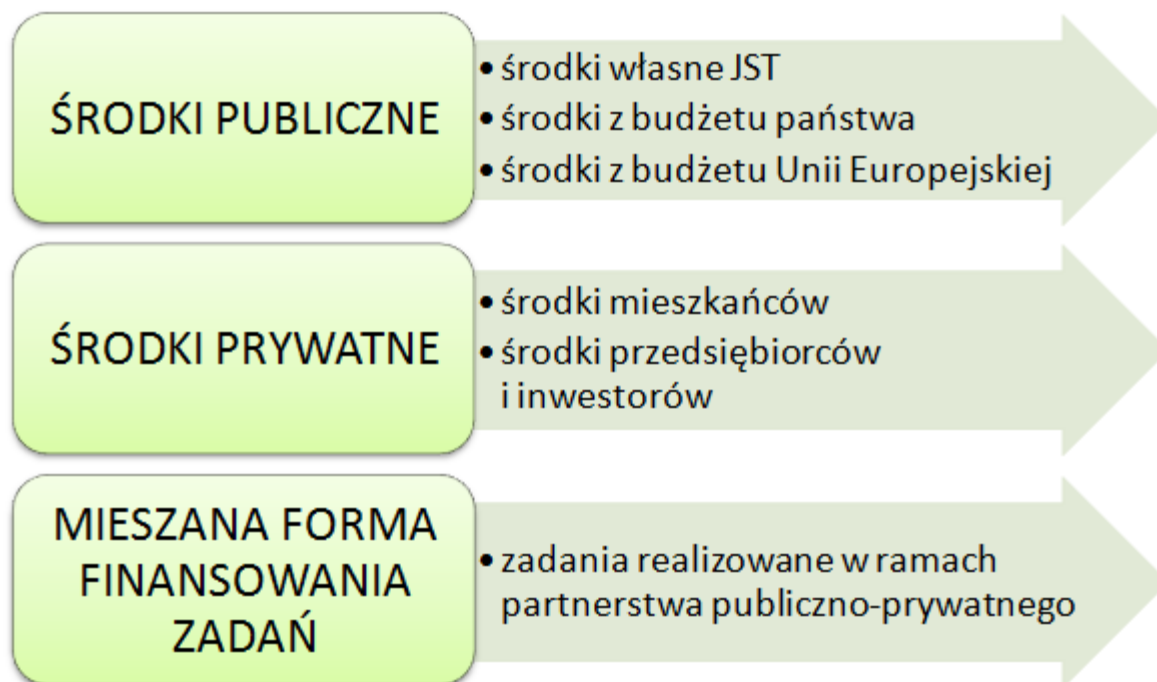 ŚRODKI PUBLICZNE
• środki własne JST
• środki z budżetu państwa
• środki z budżetu Unii Europejskiej
ŚRODKI PRYWATNE
• środki mieszkańców
• środki przedsiębiorców
i inwestorów
MIESZANA FORMA
FINANSOWANIA
ZADAŃ
• zadania realizowane w ramach
partnerstwa publiczno-prywatnego